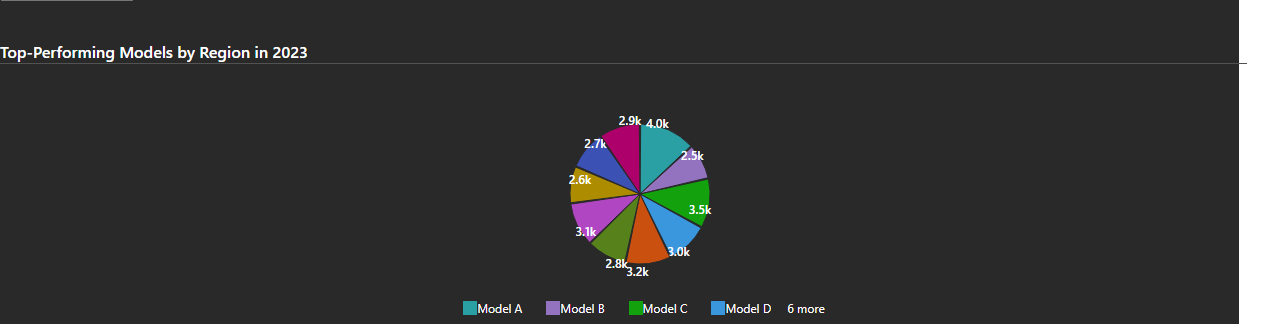 Top-Performing Models by Region in 2023
2.9k 4.0k
2.7k
2.5k
2.6k
3.5k
3.1k
3.0k
2.8k
3.2k
Model A Model B Model C Model D 6 more